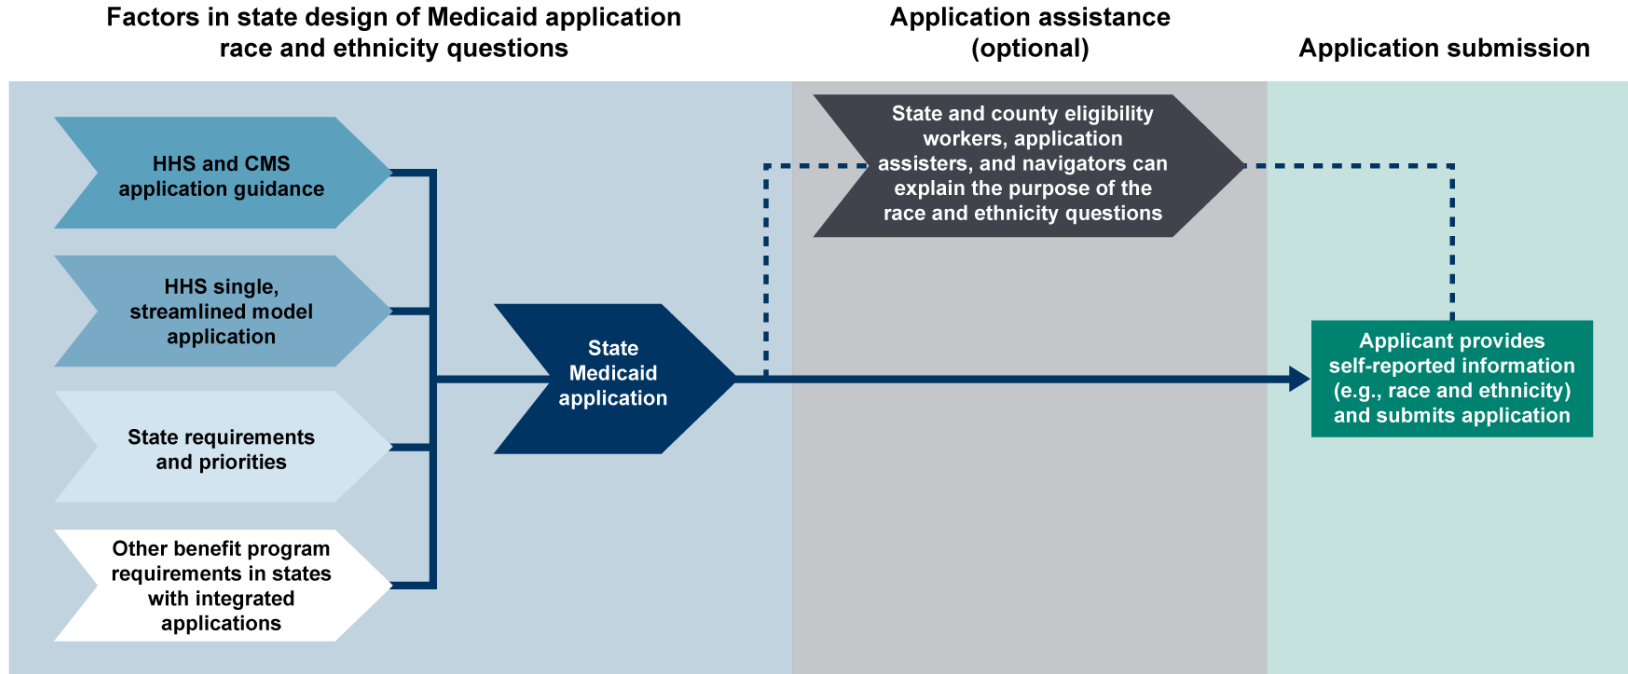 Factors in state design of Medicaid application
race and ethnicity questions
Application assistance
(optional)
Application submission
HHS and CMS
application guidance
HHS single,
streamlined model
application
State requirements
and priorities
Other benefit program
requirements in states
with integrated
applications
State
Medicaid
application
State and county eligibility
workers, application
assisters, and navigators can
explain the purpose of the
race and ethnicity questions
Applicant provides
self-reported information
(e.g., race and ethnicity)
and submits application